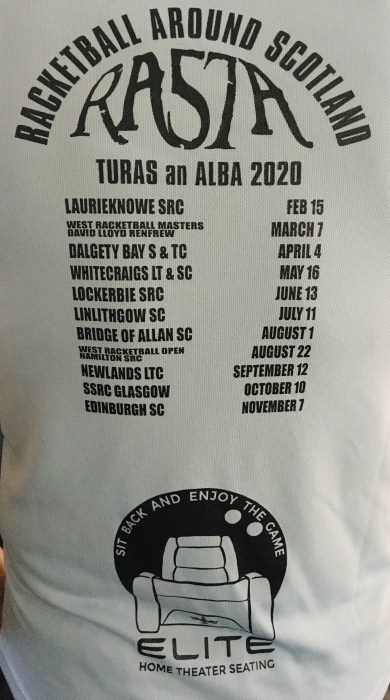 RACKETBALL AROUND SCOTLAND
RASTA
TURAS an ALBA 2020
LAURIEKNOWE SRC FEB 15
WEST RACKETBALL MASTERS
DAVID LLOYD RENFREW MARCH 7
DALGETY BAY S & TC APRIL 4
WHITECRAIGS LT & SC MAY 16
LOCKERBIE SRC JUNE 13
LINLITHGOW SC JULY 11
BRIDGE OF ALLAN SC AUGUST 1
WEST RACKETBALL OPEN
HAMILTON SRC AUGUST 22
NEWLANDS LTC SEPTEMBER 12
SSRC GLASGOW OCTOBER 10
EDINBURGH SC NOVEMBER 7
SIT BACK AND ENJOY THE GAME
ELITE
HOME THEATER SEATING